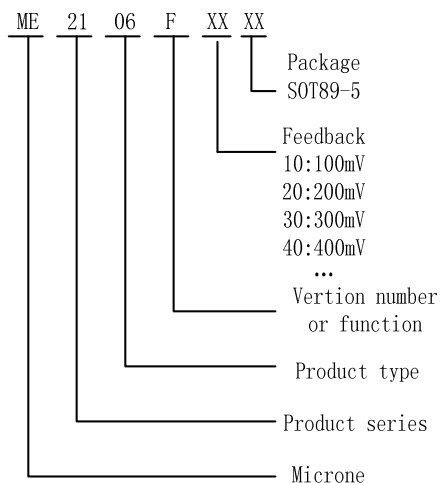 ME 21 06 F XX XX
Package
SOT89-5
Feedback
10:100mV
20:200mV
30:300mV
40:400mV
...
Vertion number
or function
Product type
Product series
Microne